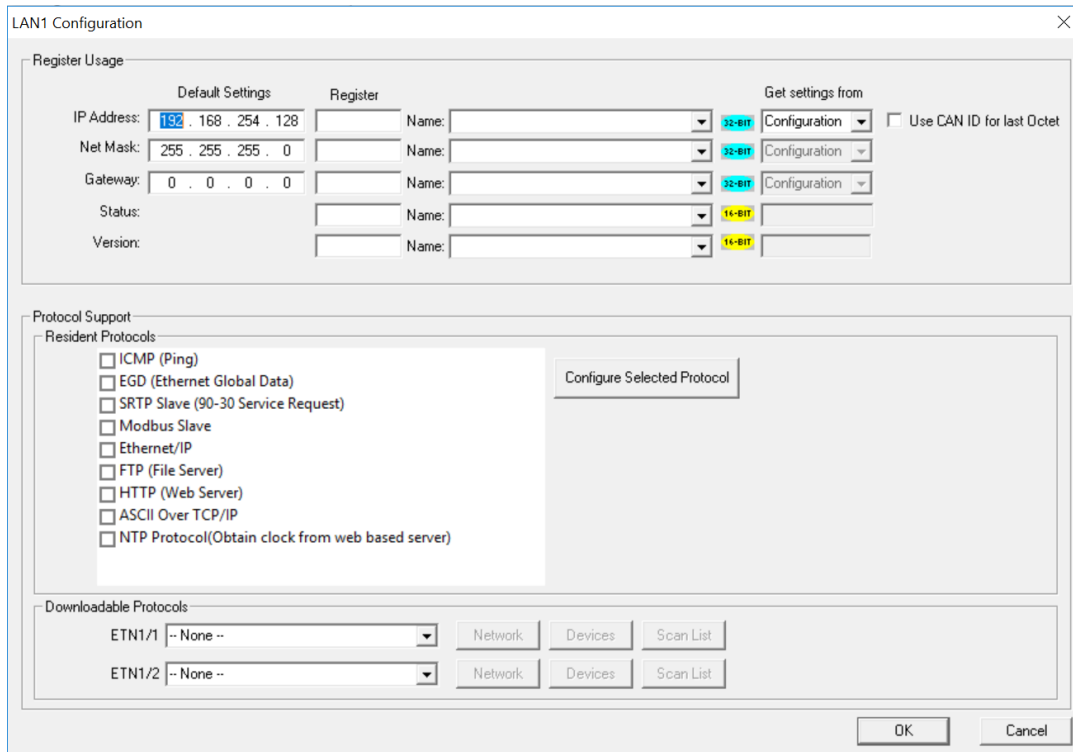 LAN1 Configuration
Register Usage
Default Settings Register Get settings from
IP Address: 192 . 168 . 254 . 128 Name: 32-BIT Configuration Use CAN ID for last Octet
Net Mask: 255 . 255 . 255 . 0 Name: 32-BIT Configuration
Gateway: 0 . 0 . 0 . 0 Name: 32-BIT Configuration
Status: Name: 16-BIT
Version: Name: 16-BIT
Protocol Support
Resident Protocols
ICMP (Ping)
Configure Selected Protocol
EGD (Ethernet Global Data)
SRTP Slave (90-30 Service Request)
Modbus Slave
Ethernet/IP
FTP (File Server)
HTTP (Web Server)
ASCII Over TCP/IP
NTP Protocol(Obtain clock from web based server)
Downloadable Protocols
ETN1/1 -- None -- Network Devices Scan List
ETN1/2 -- None -- Network Devices Scan List
OK Cancel